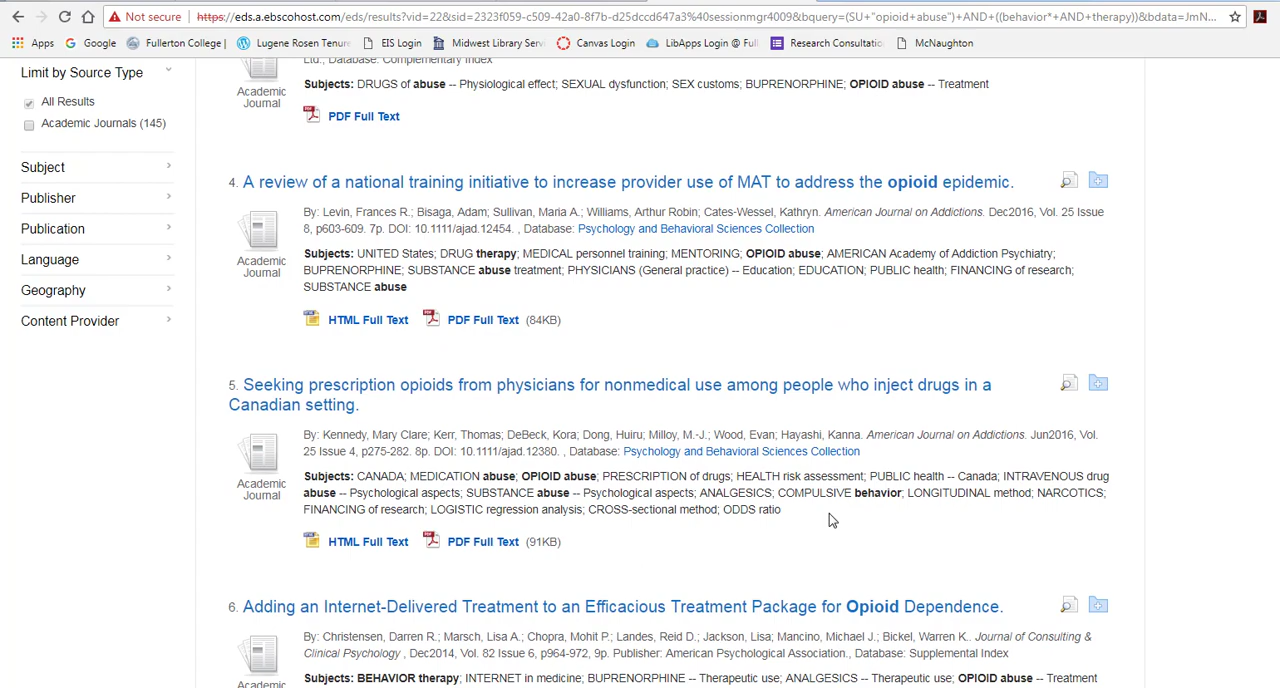 Not secure | https://eds.a.ebscohost.com/eds/results?vid=22&sid=2323f059-c509-42a0-8f7b-d25dccd647a3%40sessionmgr4009&bquery=(SU+"opioid+abuse")+AND+((behavior*+AND+therapy))&bdata=JmN...
Apps Google Fullerton College | Lugene Rosen Tenure EIS Login Midwest Library Servi Canvas Login LibApps Login @ Full Research Consultatio McNaughton
Limit by Source Type
All Results
Academic Journals (145)
Subject
Publisher
Publication
Language
Geography
Content Provider
Ltd., Database: Complementary Index
Academic Journal
Subjects: DRUGS of abuse -- Physiological effect; SEXUAL dysfunction; SEX customs; BUPRENORPHINE; OPIOID abuse -- Treatment
PDF Full Text
4. A review of a national training initiative to increase provider use of MAT to address the opioid epidemic.
By: Levin, Frances R.; Bisaga, Adam; Sullivan, Maria A.; Williams, Arthur Robin; Cates-Wessel, Kathryn. American Journal on Addictions. Dec2016, Vol. 25 Issue
8, p603-609. 7p. DOI: 10.1111/ajad.12454. , Database: Psychology and Behavioral Sciences Collection
Academic Journal
Subjects: UNITED States; DRUG therapy; MEDICAL personnel training; MENTORING; OPIOID abuse; AMERICAN Academy of Addiction Psychiatry;
BUPRENORPHINE; SUBSTANCE abuse treatment; PHYSICIANS (General practice) -- Education; EDUCATION; PUBLIC health; FINANCING of research;
SUBSTANCE abuse
HTML Full Text PDF Full Text (84KB)
5. Seeking prescription opioids from physicians for nonmedical use among people who inject drugs in a
Canadian setting.
By: Kennedy, Mary Clare; Kerr, Thomas; DeBeck, Kora; Dong, Huiru; Milloy, M.-J.; Wood, Evan; Hayashi, Kanna. American Journal on Addictions. Jun2016, Vol.
25 Issue 4, p275-282. 8p. DOI: 10.1111/ajad.12380. , Database: Psychology and Behavioral Sciences Collection
Academic Journal
Subjects: CANADA; MEDICATION abuse; OPIOID abuse; PRESCRIPTION of drugs; HEALTH risk assessment; PUBLIC health -- Canada; INTRAVENOUS drug
abuse -- Psychological aspects; SUBSTANCE abuse -- Psychological aspects; ANALGESICS; COMPULSIVE behavior; LONGITUDINAL method; NARCOTICS;
FINANCING of research; LOGISTIC regression analysis; CROSS-sectional method; ODDS ratio
HTML Full Text PDF Full Text (91KB)
6. Adding an Internet-Delivered Treatment to an Efficacious Treatment Package for Opioid Dependence.
By: Christensen, Darren R.; Marsch, Lisa A.; Chopra, Mohit P.; Landes, Reid D.; Jackson, Lisa; Mancino, Michael J.; Bickel, Warren K.. Journal of Consulting &
Clinical Psychology , Dec2014, Vol. 82 Issue 6, p964-972, 9p. Publisher: American Psychological Association., Database: Supplemental Index
Academic
Subjects: BEHAVIOR therapy; INTERNET in medicine; BUPRENORPHINE -- Therapeutic use; ANALGESICS -- Therapeutic use; OPIOID abuse -- Treatment